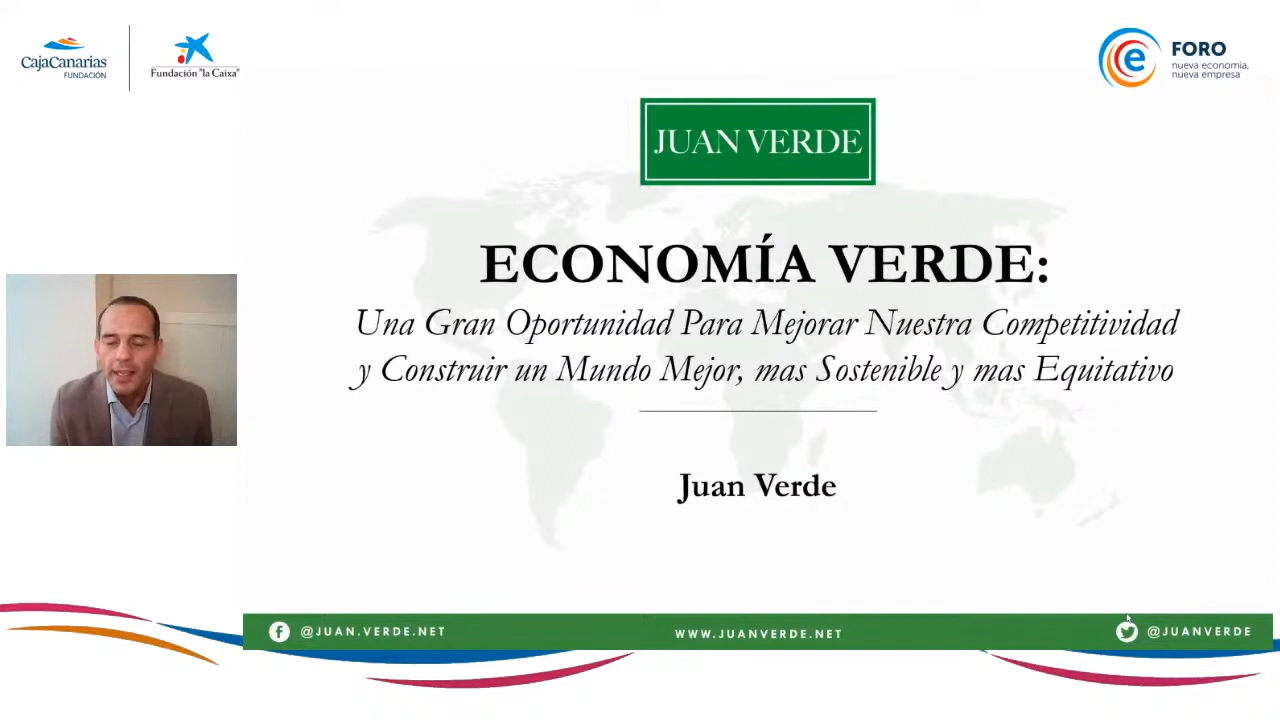 CajaCanarias
FUNDACIÓN
Fundación "la Caixa"
e
FORO
nueva economía,
nueva empresa
JUAN VERDE
ECONOMÍA VERDE:
Una Gran Oportunidad Para Mejorar Nuestra Competitividad
y Construir un Mundo Mejor, mas Sostenible y mas Equitativo
Juan Verde
@JUAN.VERDE.NET
WWW.JUANVERDE.NET
@JUANVERDE